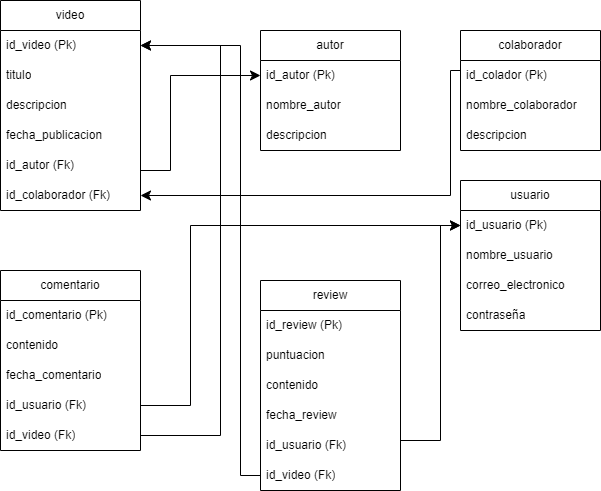 video
id_video (Pk)
titulo
descripcion
fecha_publicacion
id_autor (Fk)
id_colaborador (Fk)
autor
id_autor (Pk)
nombre_autor
descripcion
colaborador
id_colador (Pk)
nombre_colaborador
descripcion
usuario
id_usuario (Pk)
nombre_usuario
correo_electronico
contraseña
comentario
id_comentario (Pk)
contenido
fecha_comentario
id_usuario (Fk)
id_video (Fk)
review
id_review (Pk)
puntuacion
contenido
fecha_review
id_usuario (Fk)
id_video (Fk)